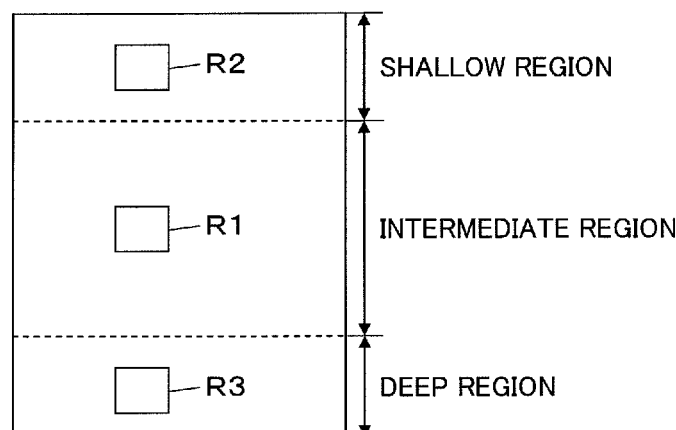 R2
SHALLOW REGION
R1
INTERMEDIATE REGION
R3
DEEP REGION